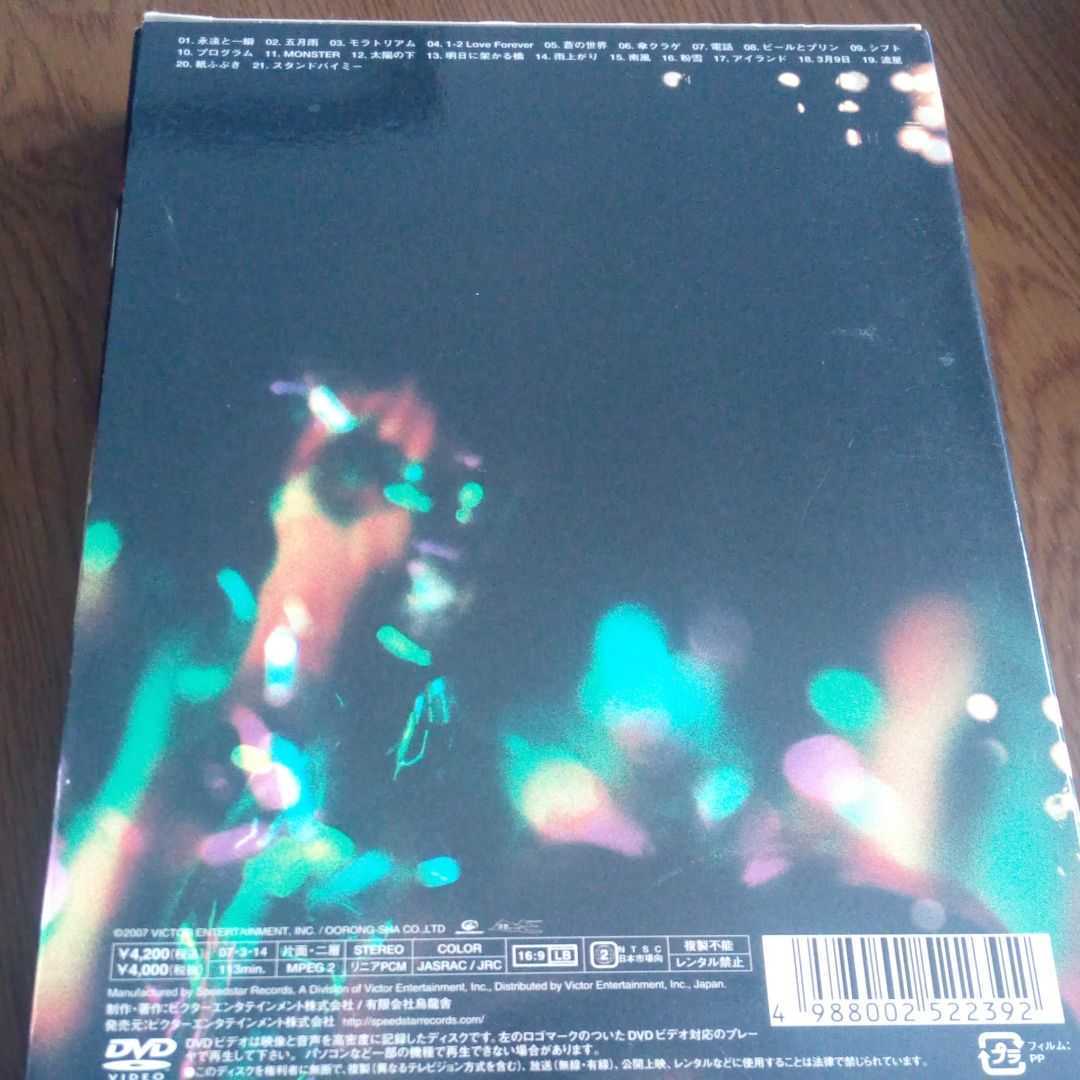 01. 永遠と一瞬 02. 五月雨 03. モラトリアム 04. 1-2 Love Forever 05. 蒼の世界 06. 傘クラゲ 07. 電話 08. ビールとプリン 09. シフト
10. プログラム 11. MONSTER 12. 太陽の下 13. 明日に架かる橋 14. 雨上がり 15. 南風 16. 粉雪 17. アイランド 18. 3月9日 19. 流星
20. 紙ふぶき 21. スタンドバイミー
©2007 VICTOR ENTERTAINMENT, INC. / OORONG-SHA CO.,LTD
¥4,200(税込) 07・3・14 片面・二層 STEREO COLOR 16:9 LB 2 NTSC 日本市場向 複製不能
¥4,000(税抜) 113min. MPEG-2 リニアPCM JASRAC / JRC レンタル禁止
Manufactured by Speedstar Records. A Division of Victor Entertainment, Inc., Distributed by Victor Entertainment, Inc., Japan.
制作・著作:ビクターエンタテインメント株式会社 / 有限会社烏龍舎
発売元:ビクターエンタテインメント株式会社 http://speedstarrecords.com/
4 988002 522392
DVD VIDEO
DVDビデオは映像と音声を高密度に記録したディスクです。左のロゴマークのついたDVDビデオ対応のプレー
ヤで再生して下さい。パソコンなど一部の機種で再生できない場合があります。
●このディスクを権利者に無断で、複製(異なるテレビジョン方式を含む)、放送(無線・有線)、公開上映、レンタルなどに使用することは法律で禁じられています。
プラ
フィルム:
PP